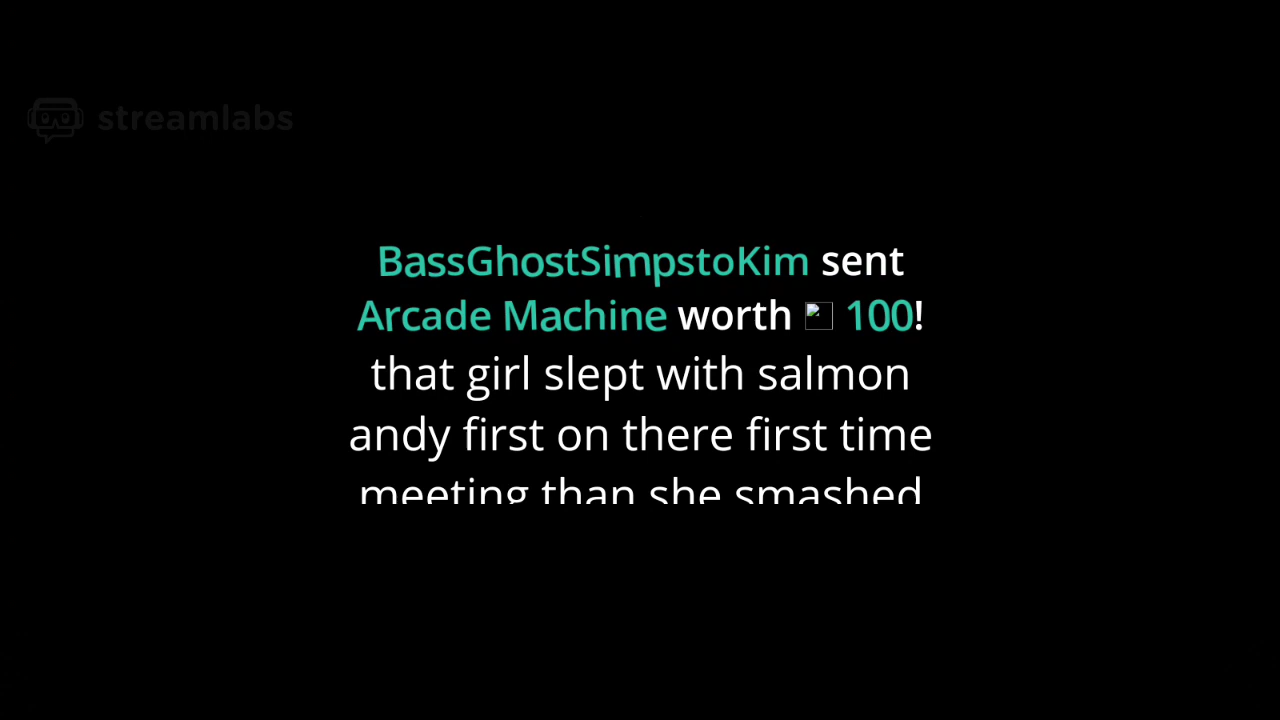 streamlabs
BassGhostSimpstoKim sent
Arcade Machine worth 100!
that girl slept with salmon
andy first on there first time
meeting than she smashed